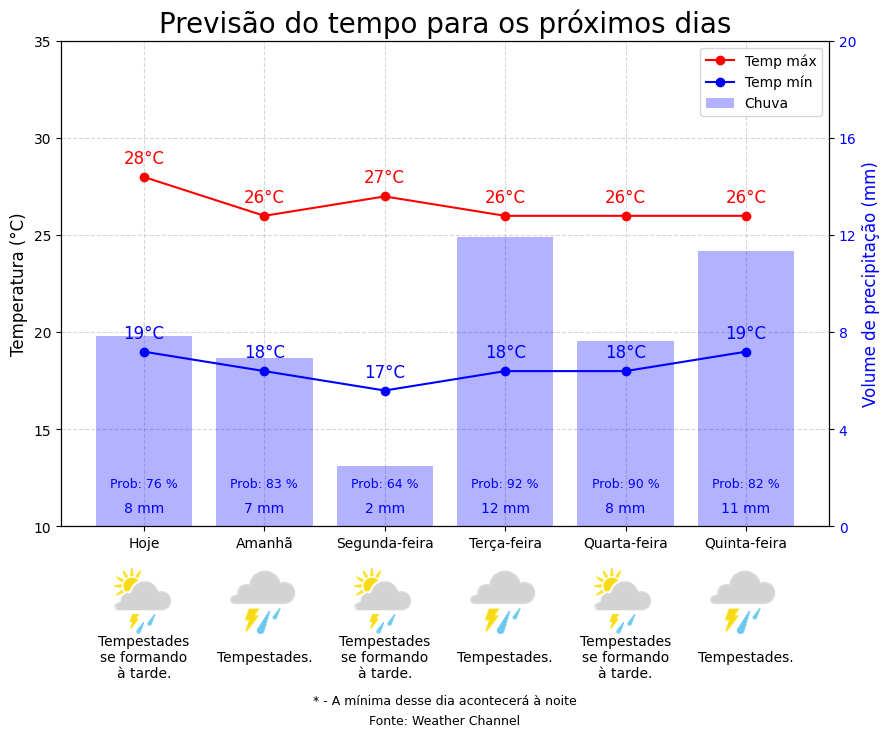 Previsão do tempo para os próximos dias
35
30
25
20
15
10
Temperatura (°C)
20
16
12
8
4
0
Volume de precipitação (mm)
Temp máx
Temp mín
Chuva
28°C
26°C
27°C
26°C
26°C
26°C
19°C
18°C
17°C
18°C
18°C
19°C
Prob: 76 %
Prob: 83 %
Prob: 64 %
Prob: 92 %
Prob: 90 %
Prob: 82 %
8 mm
7 mm
2 mm
12 mm
8 mm
11 mm
Hoje
Amanhã
Segunda-feira
Terça-feira
Quarta-feira
Quinta-feira
Tempestades
se formando
à tarde.
Tempestades.
Tempestades
se formando
à tarde.
Tempestades.
Tempestades
se formando
à tarde.
Tempestades.
* - A mínima desse dia acontecerá à noite
Fonte: Weather Channel